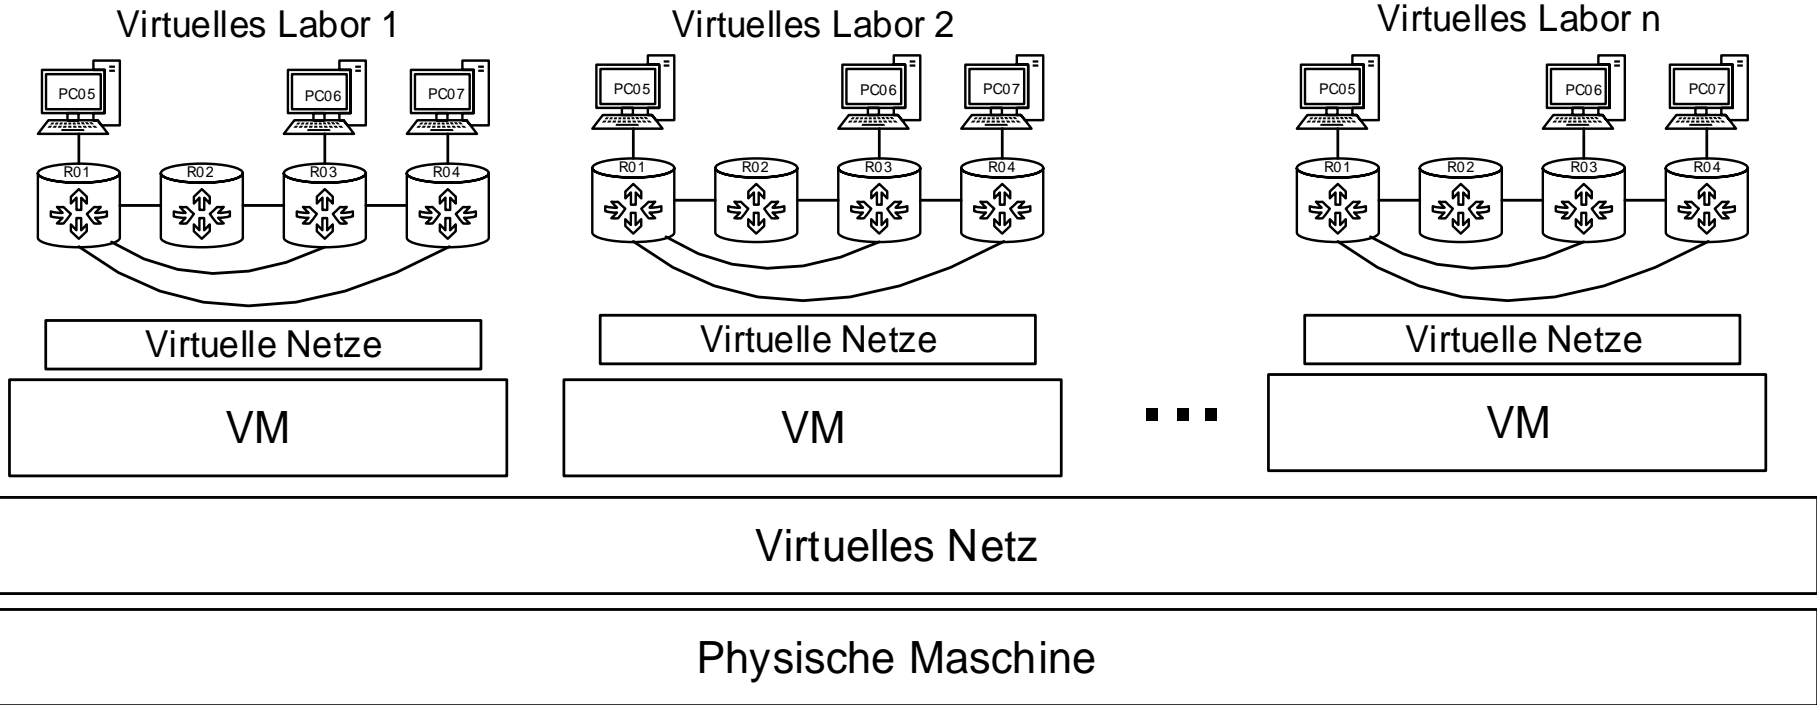 Virtuelles Labor 1
PC05
PC06
PC07
R01
R02
R03
R04
Virtuelle Netze
VM
Virtuelles Labor 2
PC05
PC06
PC07
R01
R02
R03
R04
Virtuelle Netze
VM
...
Virtuelles Labor n
PC05
PC06
PC07
R01
R02
R03
R04
Virtuelle Netze
VM
Virtuelles Netz
Physische Maschine